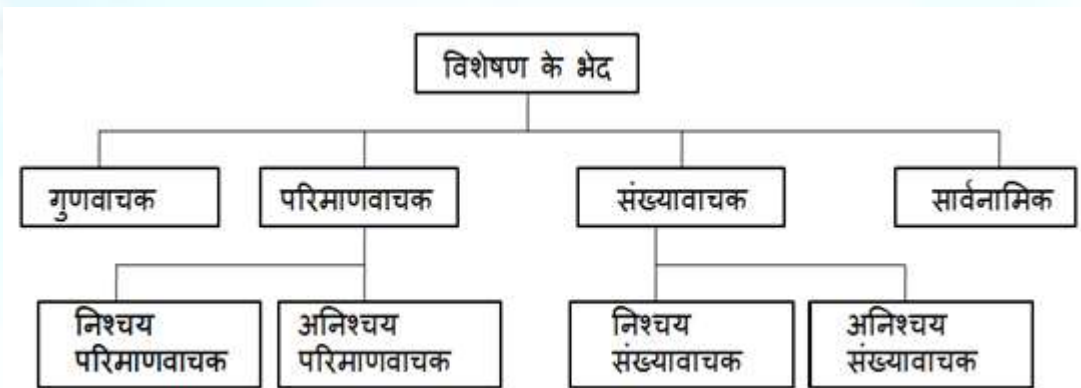 विशेषण के भेद
गुणवाचक
परिमाणवाचक
संख्यावाचक
सार्वनामिक
निश्चय
परिमाणवाचक
अनिश्चय
परिमाणवाचक
निश्चय
संख्यावाचक
अनिश्चय
संख्यावाचक